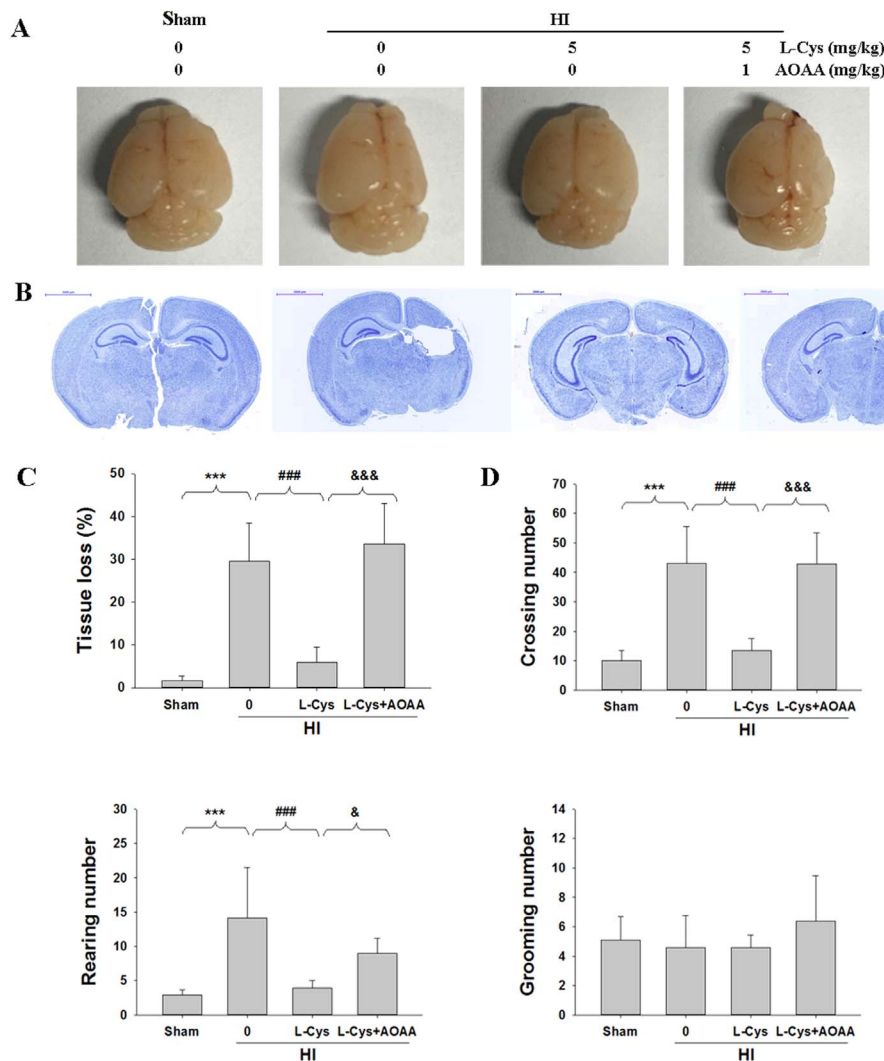 A
Sham
HI
0 0 5 5 L-Cys (mg/kg)
0 0 0 1 AOAA (mg/kg)
B
C
50
40
30
20
10
0
Tissue loss (%)
*** ### &&&
Sham 0 L-Cys L-Cys+AOAA
HI
D
70
60
50
40
30
20
10
0
Crossing number
*** ### &&&
Sham 0 L-Cys L-Cys+AOAA
HI
30
25
20
15
10
5
0
Rearing number
*** ### &
Sham 0 L-Cys L-Cys+AOAA
HI
14
12
10
8
6
4
2
0
Grooming number
Sham 0 L-Cys L-Cys+AOAA
HI